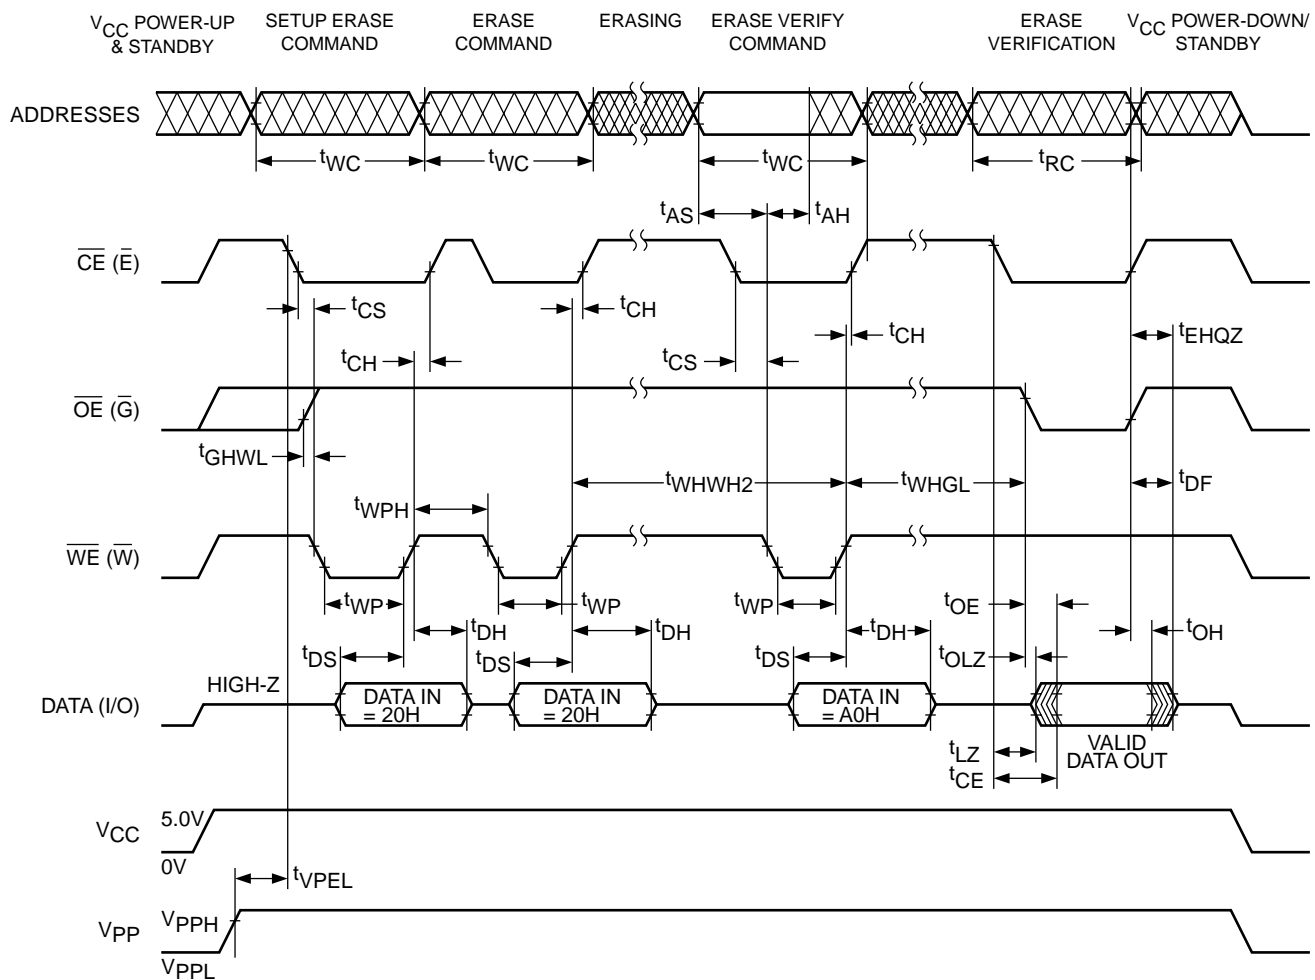 VCC POWER-UP
& STANDBY
SETUP ERASE
COMMAND
ERASE
COMMAND
ERASING
ERASE VERIFY
COMMAND
ERASE
VERIFICATION
VCC POWER-DOWN/
STANDBY
ADDRESSES
tWC
tWC
tWC
tRC
tAS
tAH
CE (E)
tCS
tCH
tCH
tCS
tCH
tEHQZ
OE (G)
tGHWL
tWPH
tWHWH2
tWHGL
tDF
WE (W)
tWP
tWP
tWP
tOE
tDH
tDH
tDH
tOH
tDS
tDS
tDS
tOLZ
DATA (I/O)
HIGH-Z
DATA IN
= 20H
DATA IN
= 20H
DATA IN
= A0H
VALID
DATA OUT
tLZ
tCE
VCC
5.0V
0V
tVPEL
VPP
VPPH
VPPL